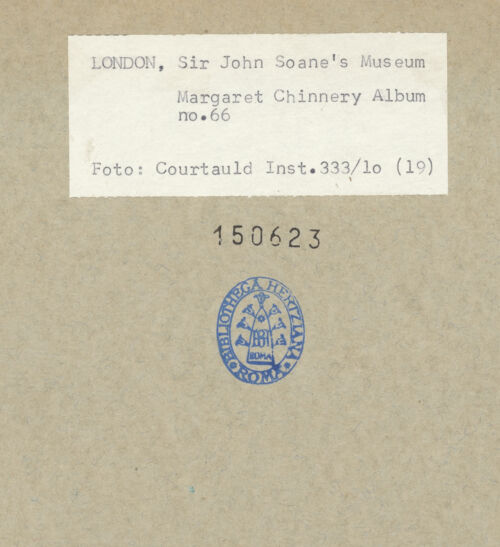 LONDON, Sir John Soane's Museum
Margaret Chinnery Album
no.66
Foto: Courtauld Inst.333/lo (19)
150623
BIBLIOTHECA HERTZIANA
ROMA
ROMA